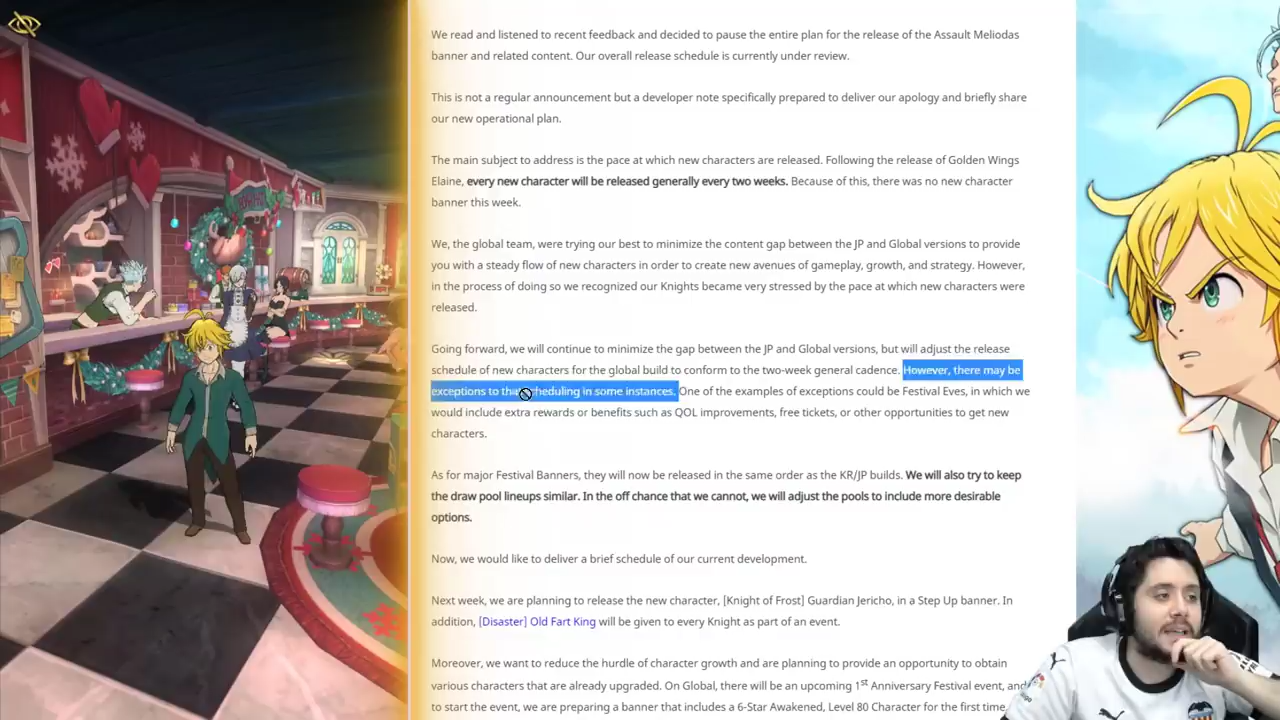 We read and listened to recent feedback and decided to pause the entire plan for the release of the Assault Meliodas
banner and related content. Our overall release schedule is currently under review.
This is not a regular announcement but a developer note specifically prepared to deliver our apology and briefly share
our new operational plan.
The main subject to address is the pace at which new characters are released. Following the release of Golden Wings
Elaine, every new character will be released generally every two weeks. Because of this, there was no new character
banner this week.
We, the global team, were trying our best to minimize the content gap between the JP and Global versions to provide
you with a steady flow of new characters in order to create new avenues of gameplay, growth, and strategy. However,
in the process of doing so we recognized our Knights became very stressed by the pace at which new characters were
released.
Going forward, we will continue to minimize the gap between the JP and Global versions, but will adjust the release
schedule of new characters for the global build to conform to the two-week general cadence. However, there may be
exceptions to scheduling in some instances. One of the examples of exceptions could be Festival Eves, in which we
would include extra rewards or benefits such as QOL improvements, free tickets, or other opportunities to get new
characters.
As for major Festival Banners, they will now be released in the same order as the KR/JP builds. We will also try to keep
the draw pool lineups similar. In the off chance that we cannot, we will adjust the pools to include more desirable
options.
Now, we would like to deliver a brief schedule of our current development.
Next week, we are planning to release the new character, [Knight of Frost] Guardian Jericho, in a Step Up banner. In
addition, [Disaster] Old Fart King will be given to every Knight as part of an event.
Moreover, we want to reduce the hurdle of character growth and are planning to provide an opportunity to obtain
various characters that are already upgraded. On Global, there will be an upcoming 1st Anniversary Festival event, and
to start the event, we are preparing a banner that includes a 6-Star Awakened, Level 80 Character for the first time.